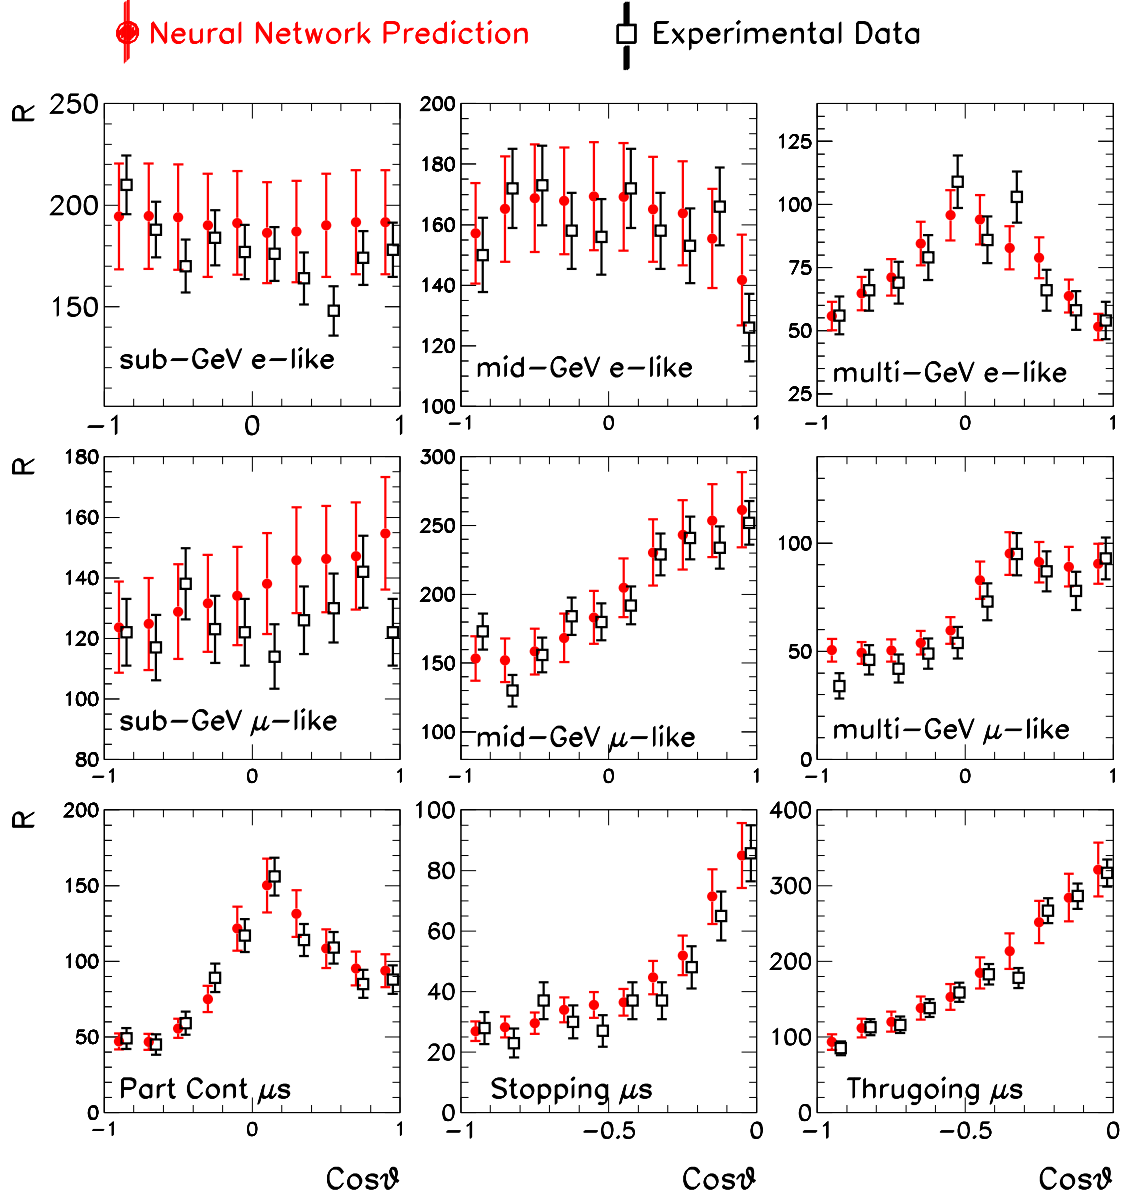 Neural Network Prediction Experimental Data
R 250 200 150 −1 0 1 sub−GeV e−like
200 180 160 140 120 100 −1 0 1 mid−GeV e−like
125 100 75 50 25 −1 0 1 multi−GeV e−like
R 180 160 140 120 100 80 −1 0 1 sub−GeV μ−like
300 250 200 150 100 −1 0 1 mid−GeV μ−like
100 50 0 −1 0 1 multi−GeV μ−like
R 200 150 100 50 0 −1 0 1 Part Cont μs
100 80 60 40 20 0 −1 −0.5 0 Stopping μs
400 300 200 100 0 −1 −0.5 0 Thrugoing μs
Cosϑ Cosϑ Cosϑ